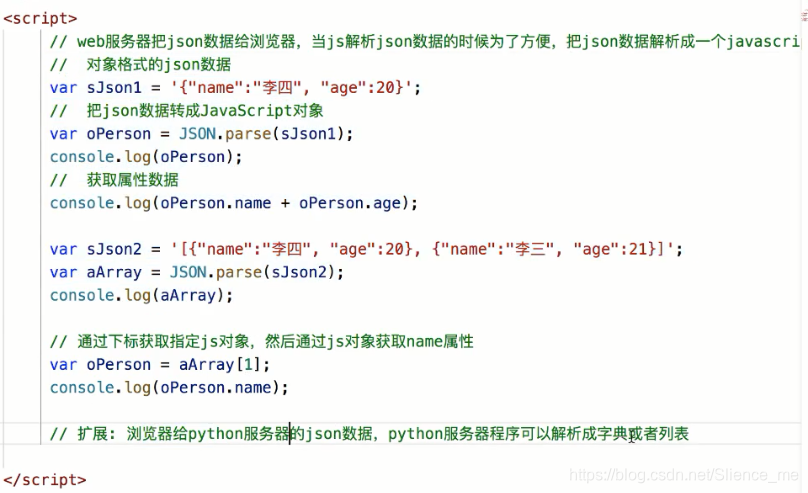 <script>
// web服务器把json数据给浏览器，当js解析json数据的时候为了方便，把json数据解析成一个javascri
// 对象格式的json数据
var sJson1 = '{"name":"李四", "age":20}';
// 把json数据转成JavaScript对象
var oPerson = JSON.parse(sJson1);
console.log(oPerson);
// 获取属性数据
console.log(oPerson.name + oPerson.age);
var sJson2 = '[{"name":"李四", "age":20}, {"name":"李三", "age":21}]';
var aArray = JSON.parse(sJson2);
console.log(aArray);
// 通过下标获取指定js对象，然后通过js对象获取name属性
var oPerson = aArray[1];
console.log(oPerson.name);
// 扩展: 浏览器给python服务器的json数据，python服务器程序可以解析成字典或者列表
</script>
https://blog.csdn.net/Slience_me